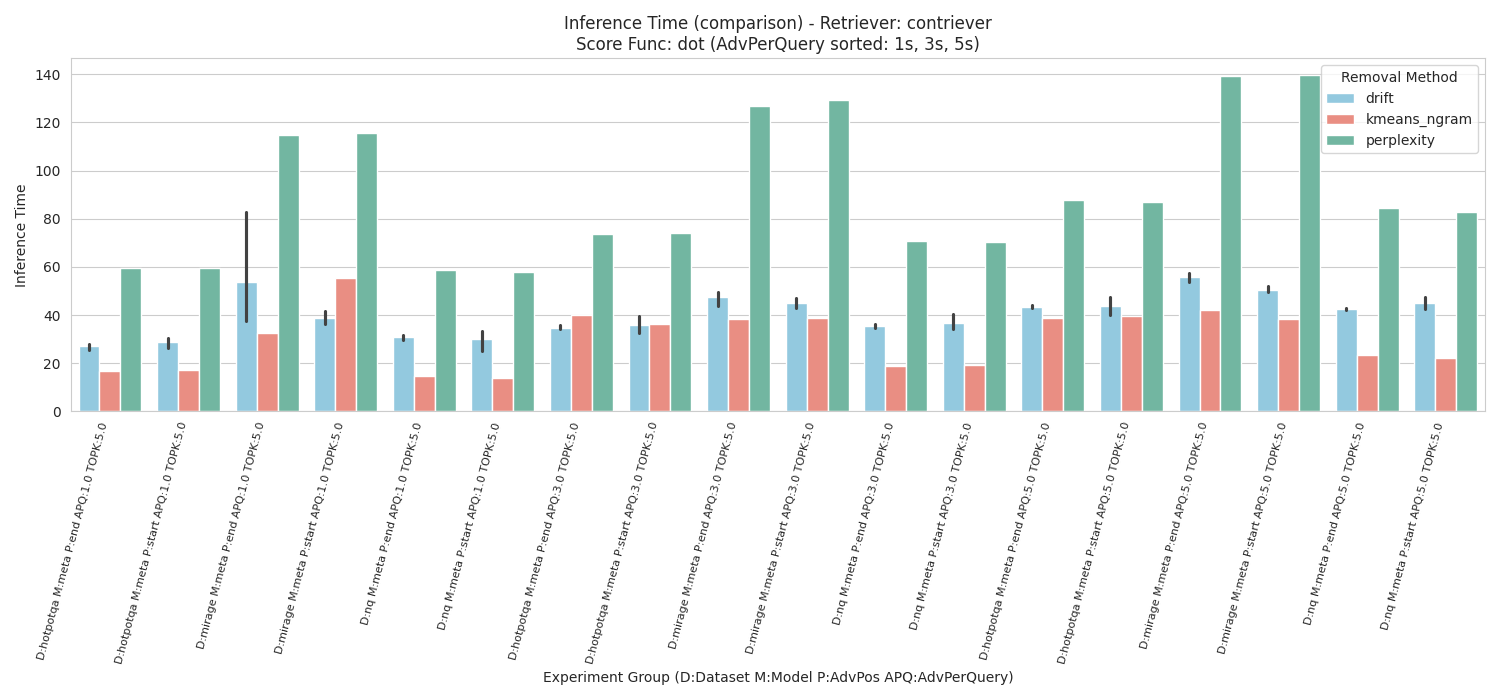 Inference Time (comparison) - Retriever: contriever
Score Func: dot (AdvPerQuery sorted: 1s, 3s, 5s)
Inference Time
140
120
100
80
60
40
20
0
Removal Method
drift
kmeans_ngram
perplexity
D:hotpotqa M:meta P:end APQ:1.0 TOPK:5.0
D:hotpotqa M:meta P:start APQ:1.0 TOPK:5.0
D:mirage M:meta P:end APQ:1.0 TOPK:5.0
D:mirage M:meta P:start APQ:1.0 TOPK:5.0
D:nq M:meta P:end APQ:1.0 TOPK:5.0
D:nq M:meta P:start APQ:1.0 TOPK:5.0
D:hotpotqa M:meta P:end APQ:3.0 TOPK:5.0
D:hotpotqa M:meta P:start APQ:3.0 TOPK:5.0
D:mirage M:meta P:end APQ:3.0 TOPK:5.0
D:mirage M:meta P:start APQ:3.0 TOPK:5.0
D:nq M:meta P:end APQ:3.0 TOPK:5.0
D:nq M:meta P:start APQ:3.0 TOPK:5.0
D:hotpotqa M:meta P:end APQ:5.0 TOPK:5.0
D:hotpotqa M:meta P:start APQ:5.0 TOPK:5.0
D:mirage M:meta P:end APQ:5.0 TOPK:5.0
D:mirage M:meta P:start APQ:5.0 TOPK:5.0
D:nq M:meta P:end APQ:5.0 TOPK:5.0
D:nq M:meta P:start APQ:5.0 TOPK:5.0
Experiment Group (D:Dataset M:Model P:AdvPos APQ:AdvPerQuery)